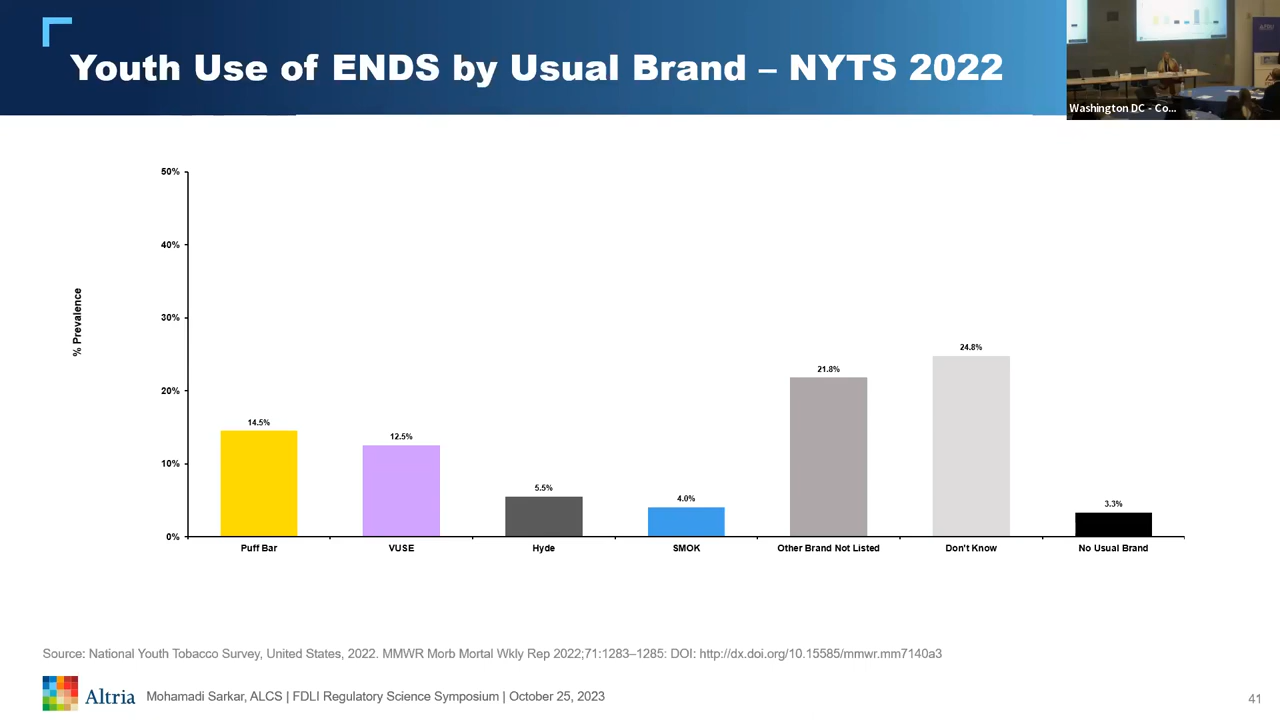 Youth Use of ENDS by Usual Brand – NYTS 2022
Washington DC - Co...
% Prevalence
50%
40%
30%
20%
10%
0%
14.5%
12.5%
5.5%
4.0%
21.8%
24.8%
3.3%
Puff Bar
VUSE
Hyde
SMOK
Other Brand Not Listed
Don't Know
No Usual Brand
Source: National Youth Tobacco Survey, United States, 2022. MMWR Morb Mortal Wkly Rep 2022;71:1283–1285: DOI: http://dx.doi.org/10.15585/mmwr.mm7140a3
Altria
Mohamadi Sarkar, ALCS | FDLI Regulatory Science Symposium | October 25, 2023
41